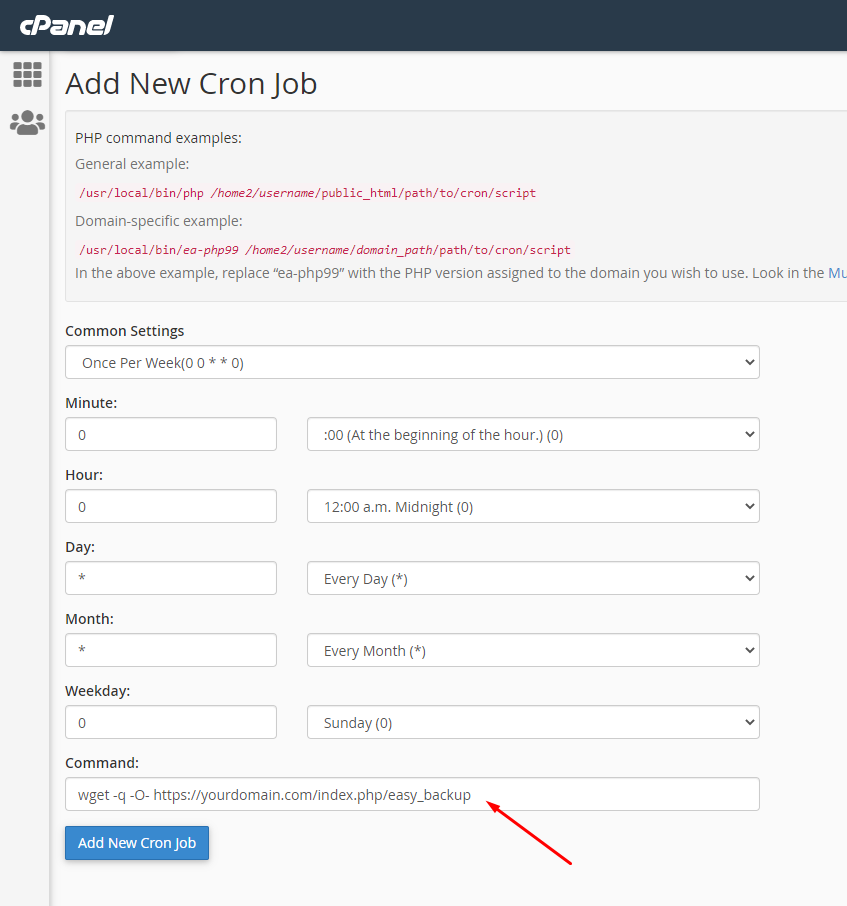 cPanel
Add New Cron Job
PHP command examples:
General example:
/usr/local/bin/php /home2/username/public_html/path/to/cron/script
Domain-specific example:
/usr/local/bin/ea-php99 /home2/username/domain_path/path/to/cron/script
In the above example, replace “ea-php99” with the PHP version assigned to the domain you wish to use. Look in the Mu
Common Settings
Once Per Week(0 0 * * 0)
Minute:
0 :00 (At the beginning of the hour.) (0)
Hour:
0 12:00 a.m. Midnight (0)
Day:
* Every Day (*)
Month:
* Every Month (*)
Weekday:
0 Sunday (0)
Command:
wget -q -O- https://yourdomain.com/index.php/easy_backup
Add New Cron Job